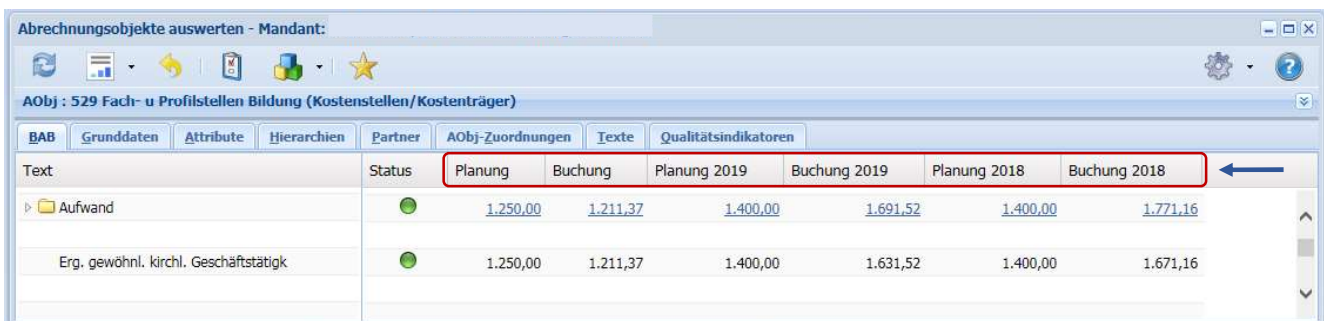 Abrechnungsobjekte auswerten - Mandant:
AObj : 529 Fach- u Profilstellen Bildung (Kostenstellen/Kostenträger)
BAB Grunddaten Attribute Hierarchien Partner AObj-Zuordnungen Texte Qualitätsindikatoren
Text Status Planung Buchung Planung 2019 Buchung 2019 Planung 2018 Buchung 2018
Aufwand 1.250,00 1.211,37 1.400,00 1.691,52 1.400,00 1.771,16
Erg. gewöhnl. kirchl. Geschäftstätigk 1.250,00 1.211,37 1.400,00 1.631,52 1.400,00 1.671,16